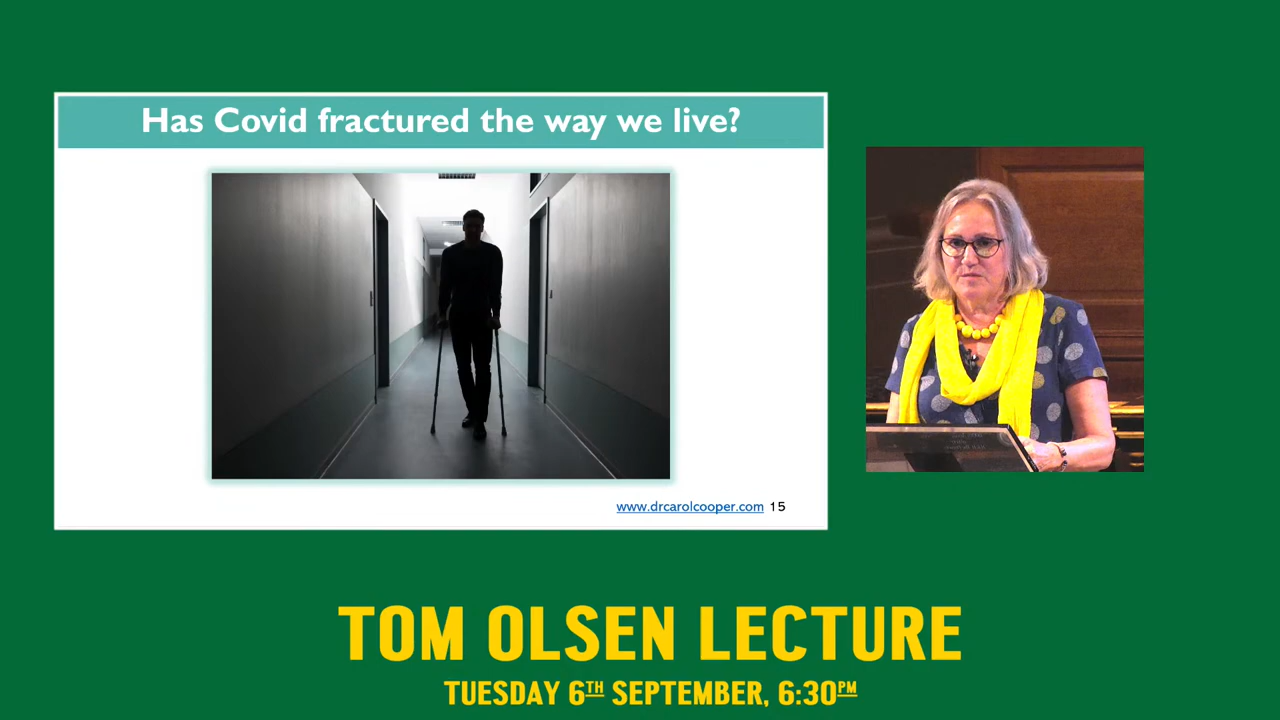 Has Covid fractured the way we live?
www.drcarolcooper.com 15
TOM OLSEN LECTURE
TUESDAY 6TH SEPTEMBER, 6:30PM